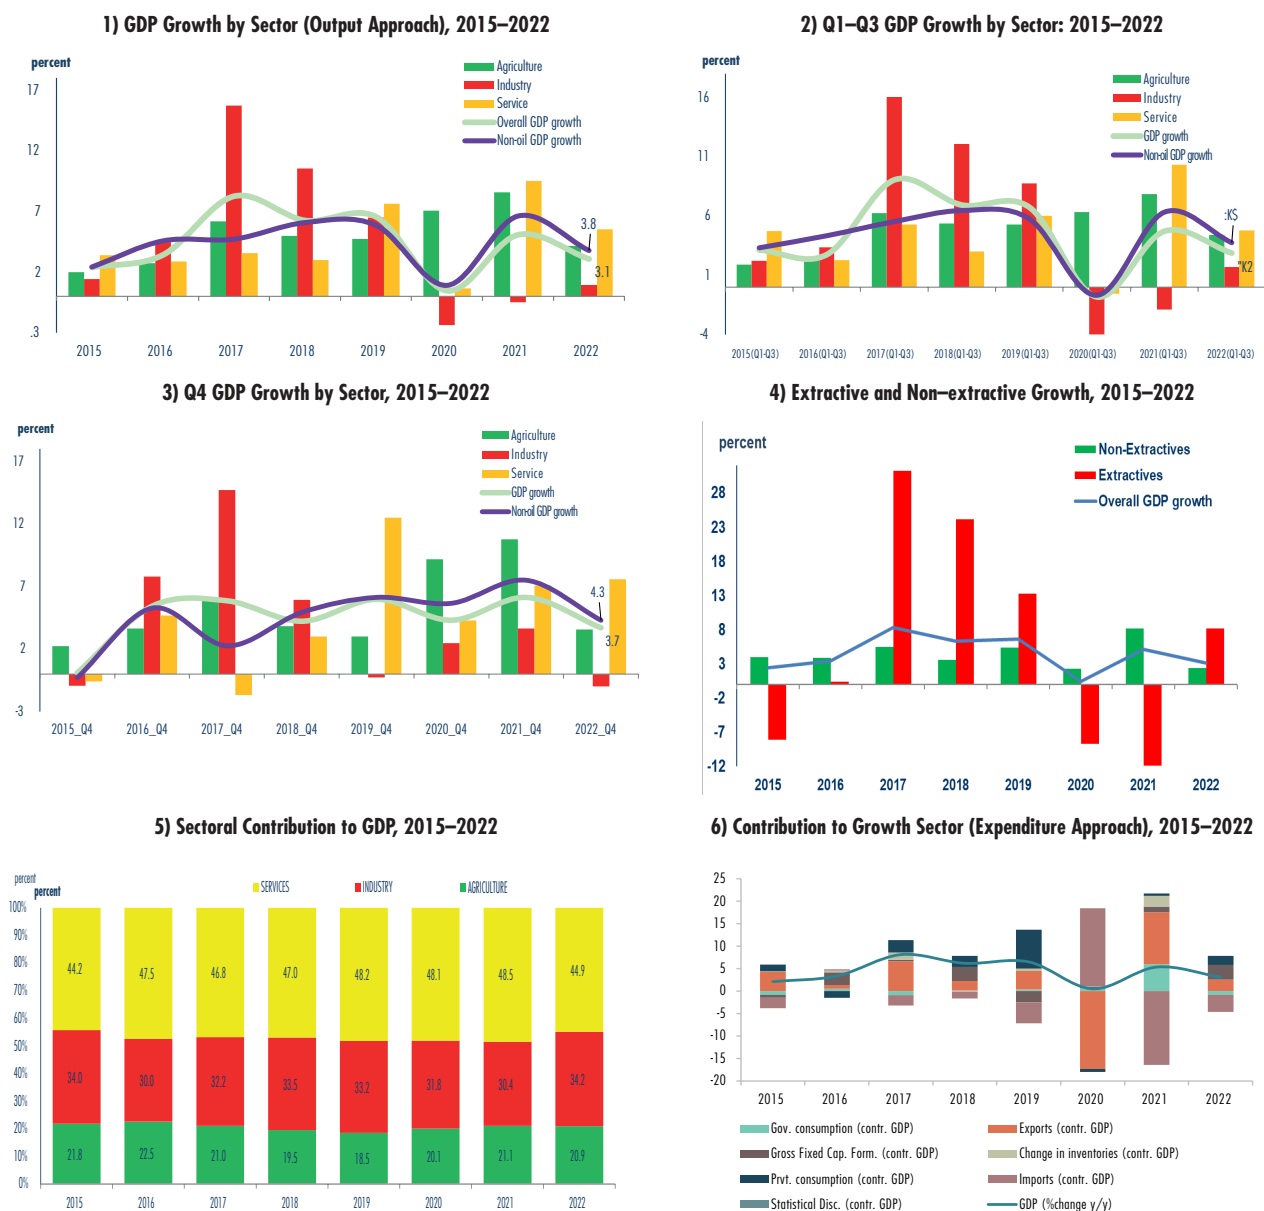 1) GDP Growth by Sector (Output Approach), 2015–2022
percent
17
12
7
2
.3
Agriculture
Industry
Service
Overall GDP growth
Non-oil GDP growth
3.8
3.1
2015 2016 2017 2018 2019 2020 2021 2022
2) Q1–Q3 GDP Growth by Sector: 2015–2022
percent
16
11
6
1
-4
Agriculture
Industry
Service
GDP growth
Non-oil GDP growth
:K$
"K2
2015(Q1-Q3) 2016(Q1-Q3) 2017(Q1-Q3) 2018(Q1-Q3) 2019(Q1-Q3) 2020(Q1-Q3) 2021(Q1-Q3) 2022(Q1-Q3)
3) Q4 GDP Growth by Sector, 2015–2022
percent
17
12
7
2
-3
Agriculture
Industry
Service
GDP growth
Non-oil GDP growth
4.3
3.7
2015_Q4 2016_Q4 2017_Q4 2018_Q4 2019_Q4 2020_Q4 2021_Q4 2022_Q4
4) Extractive and Non–extractive Growth, 2015–2022
percent
28
23
18
13
8
3
-2
-7
-12
Non-Extractives
Extractives
Overall GDP growth
2015 2016 2017 2018 2019 2020 2021 2022
5) Sectoral Contribution to GDP, 2015–2022
percent
percent
SERVICES INDUSTRY AGRICULTURE
100%
90%
80%
70%
60%
50%
40%
30%
20%
10%
0%
44.2 47.5 46.8 47.0 48.2 48.1 48.5 44.9
34.0 30.0 32.2 33.5 33.2 31.8 30.4 34.2
21.8 22.5 21.0 19.5 18.5 20.1 21.1 20.9
2015 2016 2017 2018 2019 2020 2021 2022
6) Contribution to Growth Sector (Expenditure Approach), 2015–2022
25
20
15
10
5
0
-5
-10
-15
-20
2015 2016 2017 2018 2019 2020 2021 2022
Gov. consumption (contr. GDP) Exports (contr. GDP)
Gross Fixed Cap. Form. (contr. GDP) Change in inventories (contr. GDP)
Prvt. consumption (contr. GDP) Imports (contr. GDP)
Statistical Disc. (contr. GDP) GDP (%change y/y)